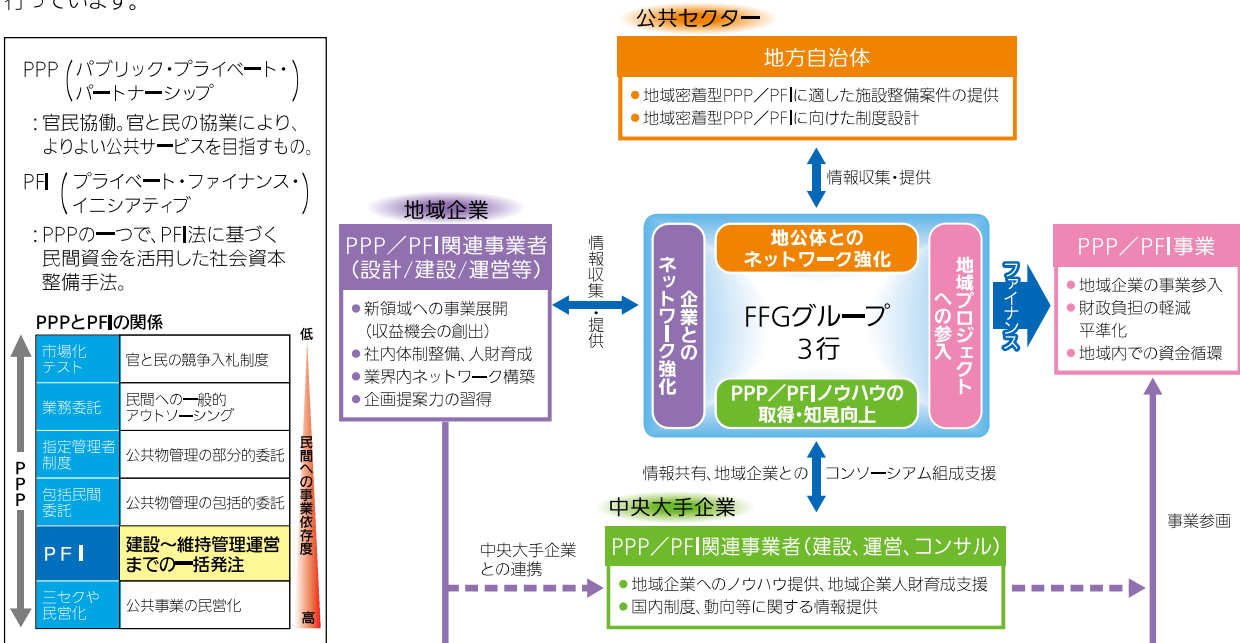 行っています。
PPP(パブリック・プライベート・
パートナーシップ)
:官民協働。官と民の協業により、
よりよい公共サービスを目指すもの。
PFI(プライベート・ファイナンス・
イニシアティブ)
:PPPの一つで、PFI法に基づく
民間資金を活用した社会資本
整備手法。
PPPとPFIの関係
PPP
市場化
テスト
官と民の競争入札制度
業務委託
民間への一般的
アウトソーシング
指定管理者
制度
公共物管理の部分的委託
包括民間
委託
公共物管理の包括的委託
PFI
建設~維持管理運営
までの一括発注
三セクや
民営化
公共事業の民営化
低
民間への事業依存度
高
公共セクター
地方自治体
●地域密着型PPP/PFIに適した施設整備案件の提供
●地域密着型PPP/PFIに向けた制度設計
情報収集・提供
地域企業
PPP/PFI関連事業者
(設計/建設/運営等)
●新領域への事業展開
(収益機会の創出)
●社内体制整備、人財育成
●業界内ネットワーク構築
●企画提案力の習得
情報収集・提供
企業との
ネットワーク強化
地公体との
ネットワーク強化
FFGグループ
3行
PPP/PFIノウハウの
取得・知見向上
地域プロジェクト
への参入
ファイナンス
PPP/PFI事業
●地域企業の事業参入
●財政負担の軽減
平準化
●地域内での資金循環
情報共有、地域企業との コンソーシアム組成支援
中央大手企業
PPP/PFI関連事業者(建設、運営、コンサル)
●地域企業へのノウハウ提供、地域企業人財育成支援
●国内制度、動向等に関する情報提供
中央大手企業
との連携
事業参画